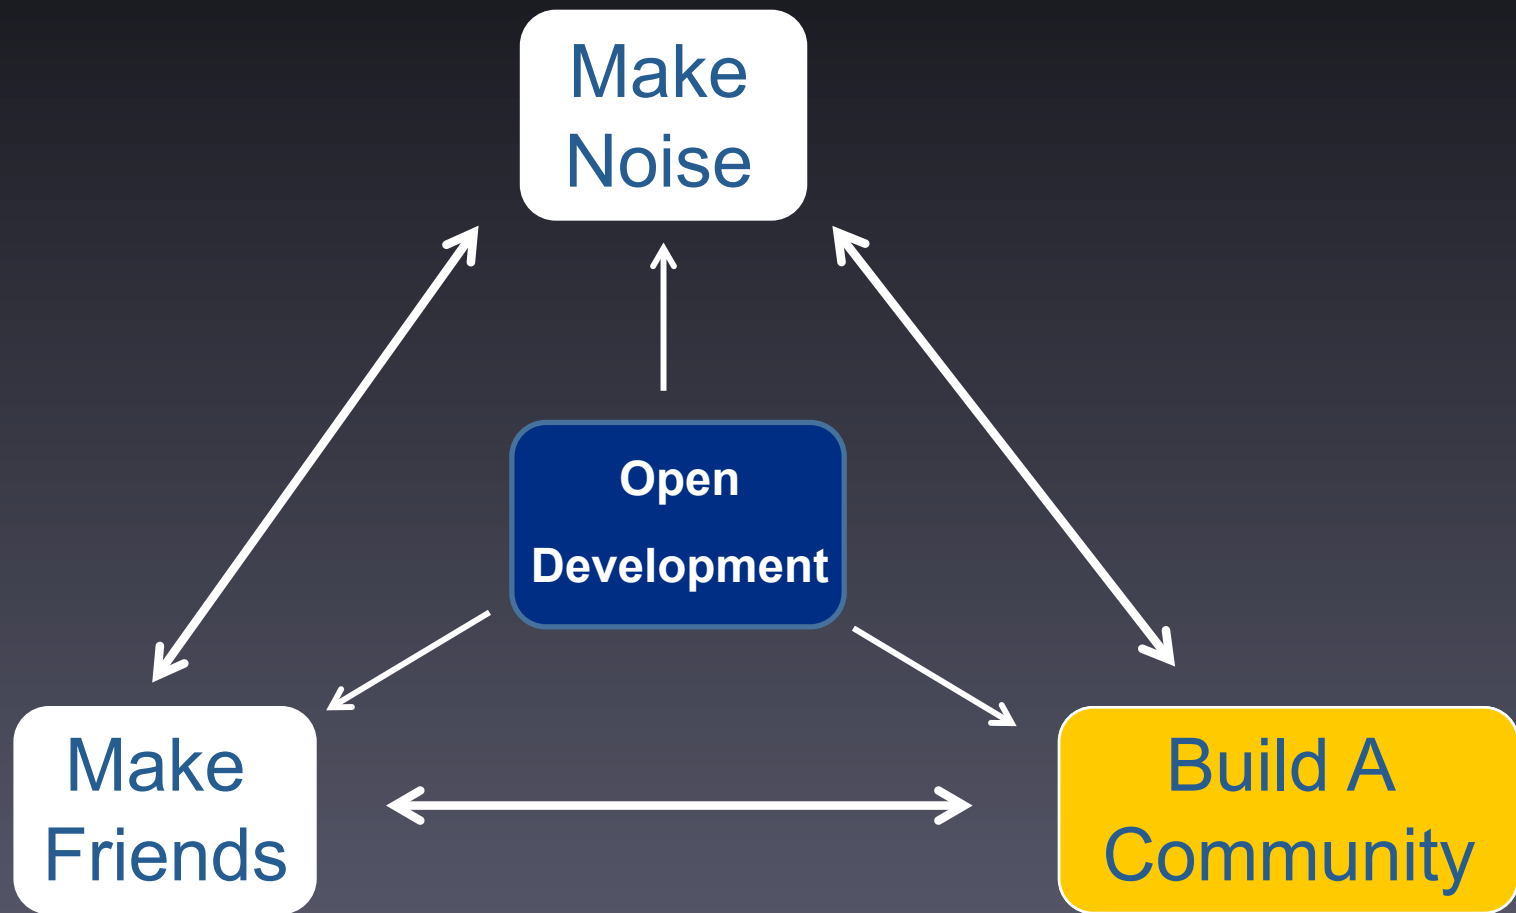 Make
Noise
Open
Development
Make
Friends
Build A
Community